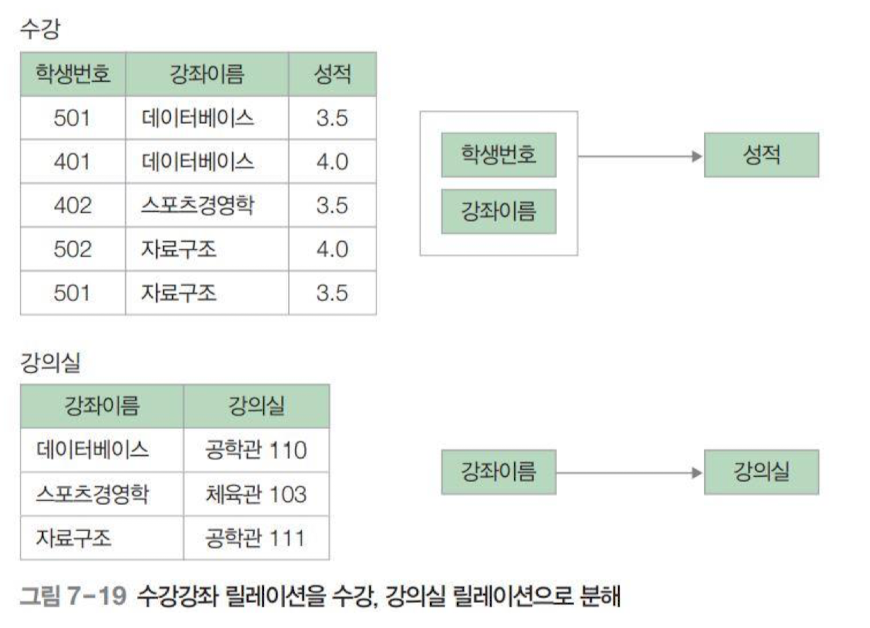 수강
학생번호 강좌이름 성적
501 데이터베이스 3.5
401 데이터베이스 4.0
402 스포츠경영학 3.5
502 자료구조 4.0
501 자료구조 3.5
학생번호
강좌이름
성적
강의실
강좌이름 강의실
데이터베이스 공학관 110
스포츠경영학 체육관 103
자료구조 공학관 111
강좌이름
강의실
그림 7-19 수강강좌 릴레이션을 수강, 강의실 릴레이션으로 분해